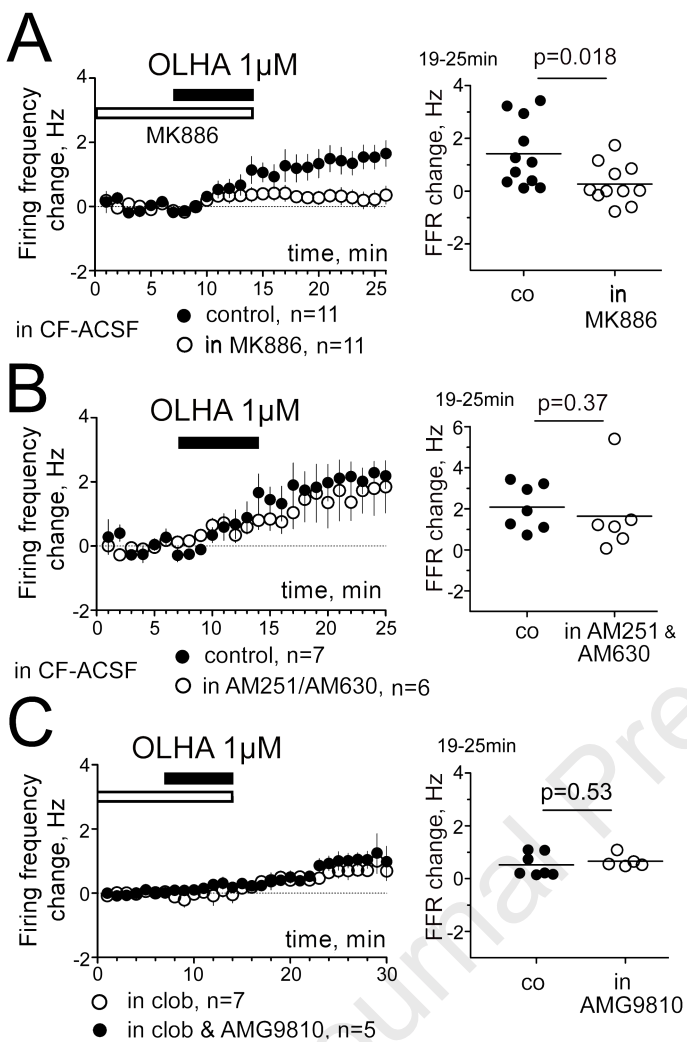 A
OLHA 1µM
MK886
Firing frequency
change, Hz
4
2
0
-2
0 5 10 15 20 25
time, min
in CF-ACSF
control, n=11
in MK886, n=11
19-25min
p=0.018
FFR change, Hz
4
2
0
-2
co
in
MK886
B
OLHA 1µM
Firing frequency
change, Hz
4
2
0
-2
0 5 10 15 20 25
time, min
in CF-ACSF
control, n=7
in AM251/AM630, n=6
19-25min
p=0.37
FFR change, Hz
6
4
2
0
-2
co
in AM251 &
AM630
C
OLHA 1µM
Firing frequency
change, Hz
4
2
0
-2
0 10 20 30
time, min
in clob, n=7
in clob & AMG9810, n=5
19-25min
p=0.53
FFR change, Hz
4
2
0
-2
co
in
AMG9810
urnal Pre